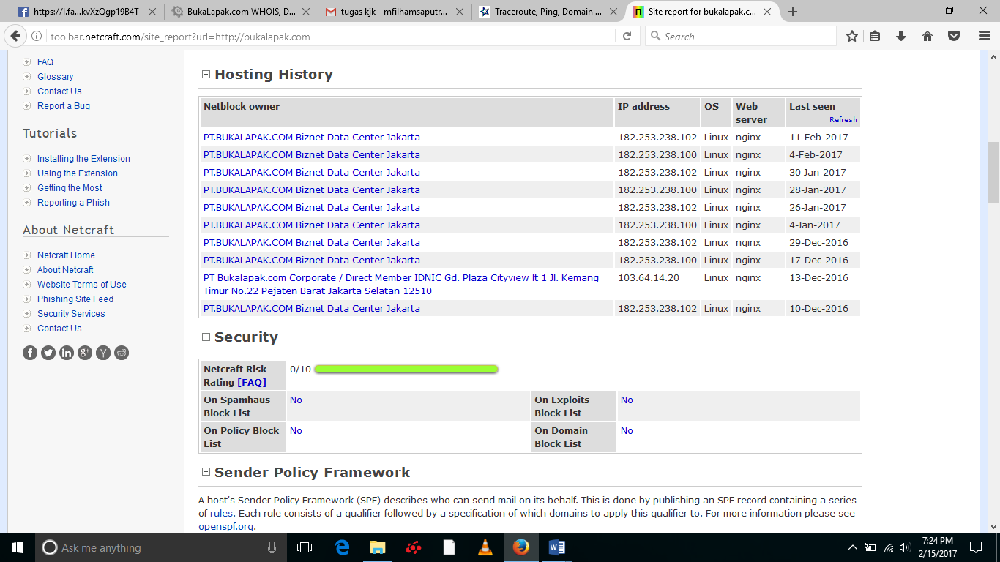 https://l.fa...kvXzQgp19B4T
BukaLapak.com WHOIS, D...
tugas kjk - mfilhamsaputr...
Traceroute, Ping, Domain ...
Site report for bukalapak.c...
toolbar.netcraft.com/site_report?url=http://bukalapak.com
Search
FAQ
Glossary
Contact Us
Report a Bug
Tutorials
Installing the Extension
Using the Extension
Getting the Most
Reporting a Phish
About Netcraft
Netcraft Home
About Netcraft
Website Terms of Use
Phishing Site Feed
Security Services
Contact Us
Hosting History
Netblock owner IP address OS Web server Last seen Refresh
PT.BUKALAPAK.COM Biznet Data Center Jakarta 182.253.238.102 Linux nginx 11-Feb-2017
PT.BUKALAPAK.COM Biznet Data Center Jakarta 182.253.238.100 Linux nginx 4-Feb-2017
PT.BUKALAPAK.COM Biznet Data Center Jakarta 182.253.238.102 Linux nginx 30-Jan-2017
PT.BUKALAPAK.COM Biznet Data Center Jakarta 182.253.238.100 Linux nginx 28-Jan-2017
PT.BUKALAPAK.COM Biznet Data Center Jakarta 182.253.238.102 Linux nginx 26-Jan-2017
PT.BUKALAPAK.COM Biznet Data Center Jakarta 182.253.238.100 Linux nginx 4-Jan-2017
PT.BUKALAPAK.COM Biznet Data Center Jakarta 182.253.238.102 Linux nginx 29-Dec-2016
PT.BUKALAPAK.COM Biznet Data Center Jakarta 182.253.238.100 Linux nginx 17-Dec-2016
PT Bukalapak.com Corporate / Direct Member IDNIC Gd. Plaza Cityview lt 1 Jl. Kemang 103.64.14.20 Linux nginx 13-Dec-2016
Timur No.22 Pejaten Barat Jakarta Selatan 12510
PT.BUKALAPAK.COM Biznet Data Center Jakarta 182.253.238.102 Linux nginx 10-Dec-2016
Security
Netcraft Risk 0/10
Rating [FAQ]
On Spamhaus No On Exploits No
Block List Block List
On Policy Block No On Domain No
List Block List
Sender Policy Framework
A host's Sender Policy Framework (SPF) describes who can send mail on its behalf. This is done by publishing an SPF record containing a series
of rules. Each rule consists of a qualifier followed by a specification of which domains to apply this qualifier to. For more information please see
openspf.org.
Ask me anything
7:24 PM
2/15/2017